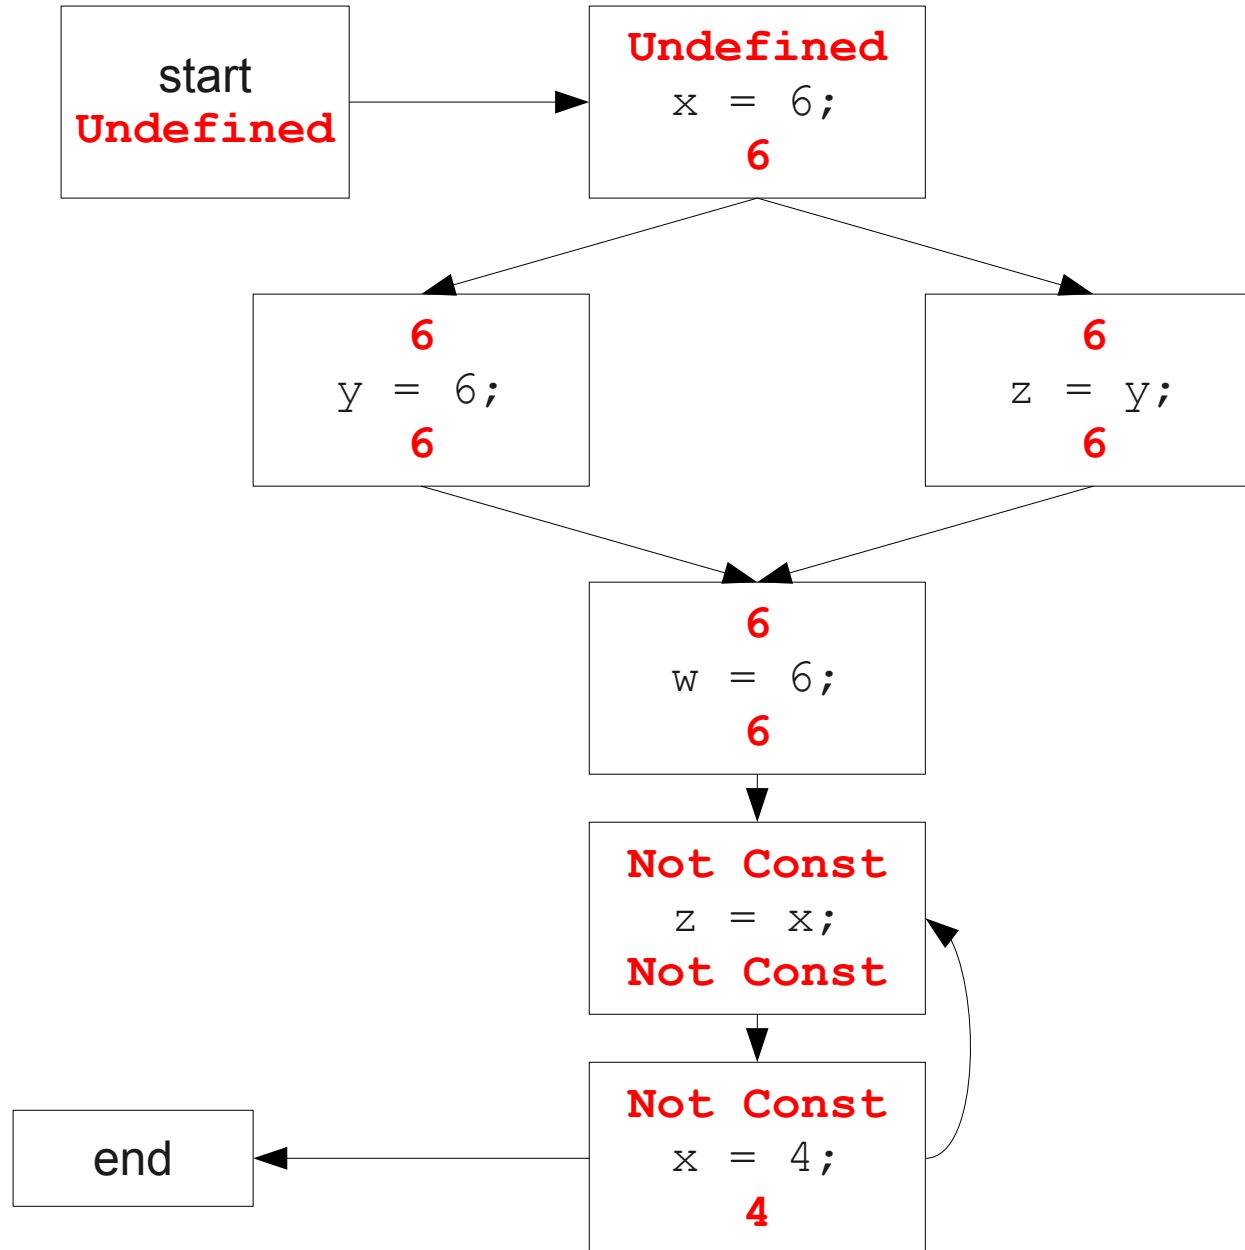 start
Undefined
Undefined
x = 6;
6
6
y = 6;
6
6
z = y;
6
6
w = 6;
6
Not Const
z = x;
Not Const
Not Const
x = 4;
4
end